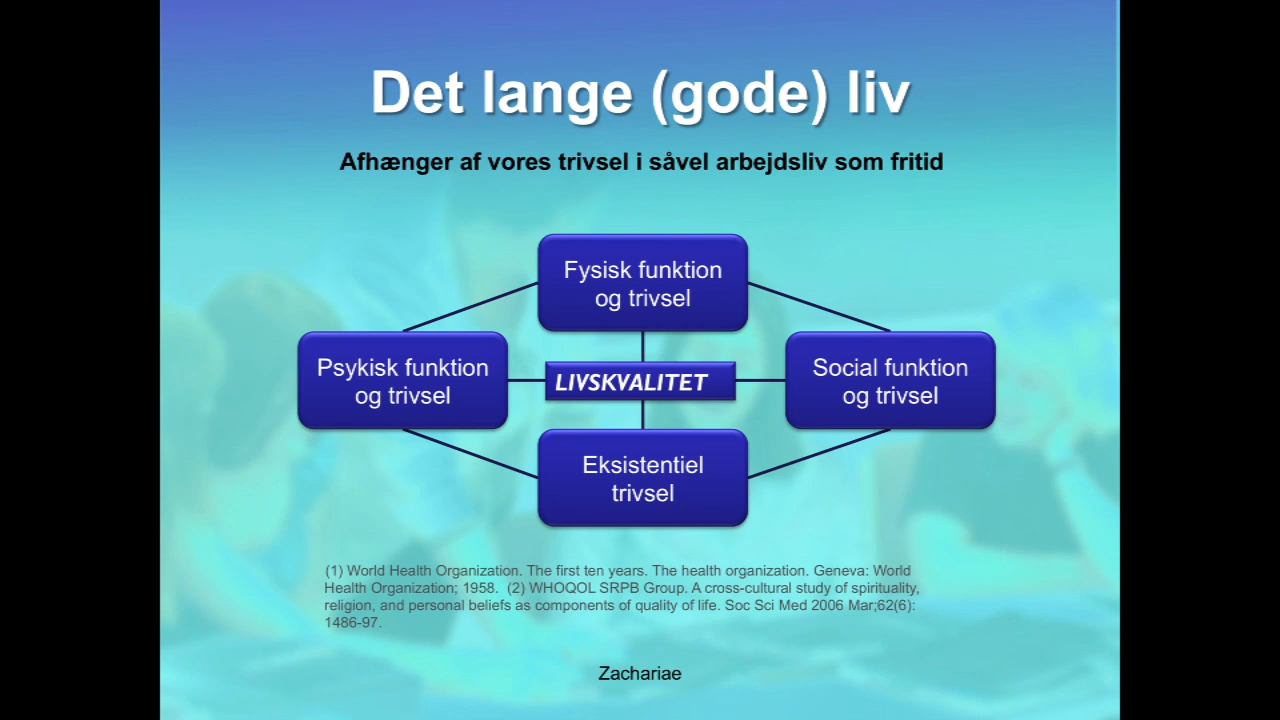 Det lange (gode) liv
Afhænger af vores trivsel i såvel arbejdsliv som fritid
Fysisk funktion
og trivsel
Psykisk funktion
og trivsel
LIVSKVALITET
Social funktion
og trivsel
Eksistentiel
trivsel
(1) World Health Organization. The first ten years. The health organization. Geneva: World
Health Organization; 1958. (2) WHOQOL SRPB Group. A cross-cultural study of spirituality,
religion, and personal beliefs as components of quality of life. Soc Sci Med 2006 Mar;62(6):
1486-97.
Zachariae